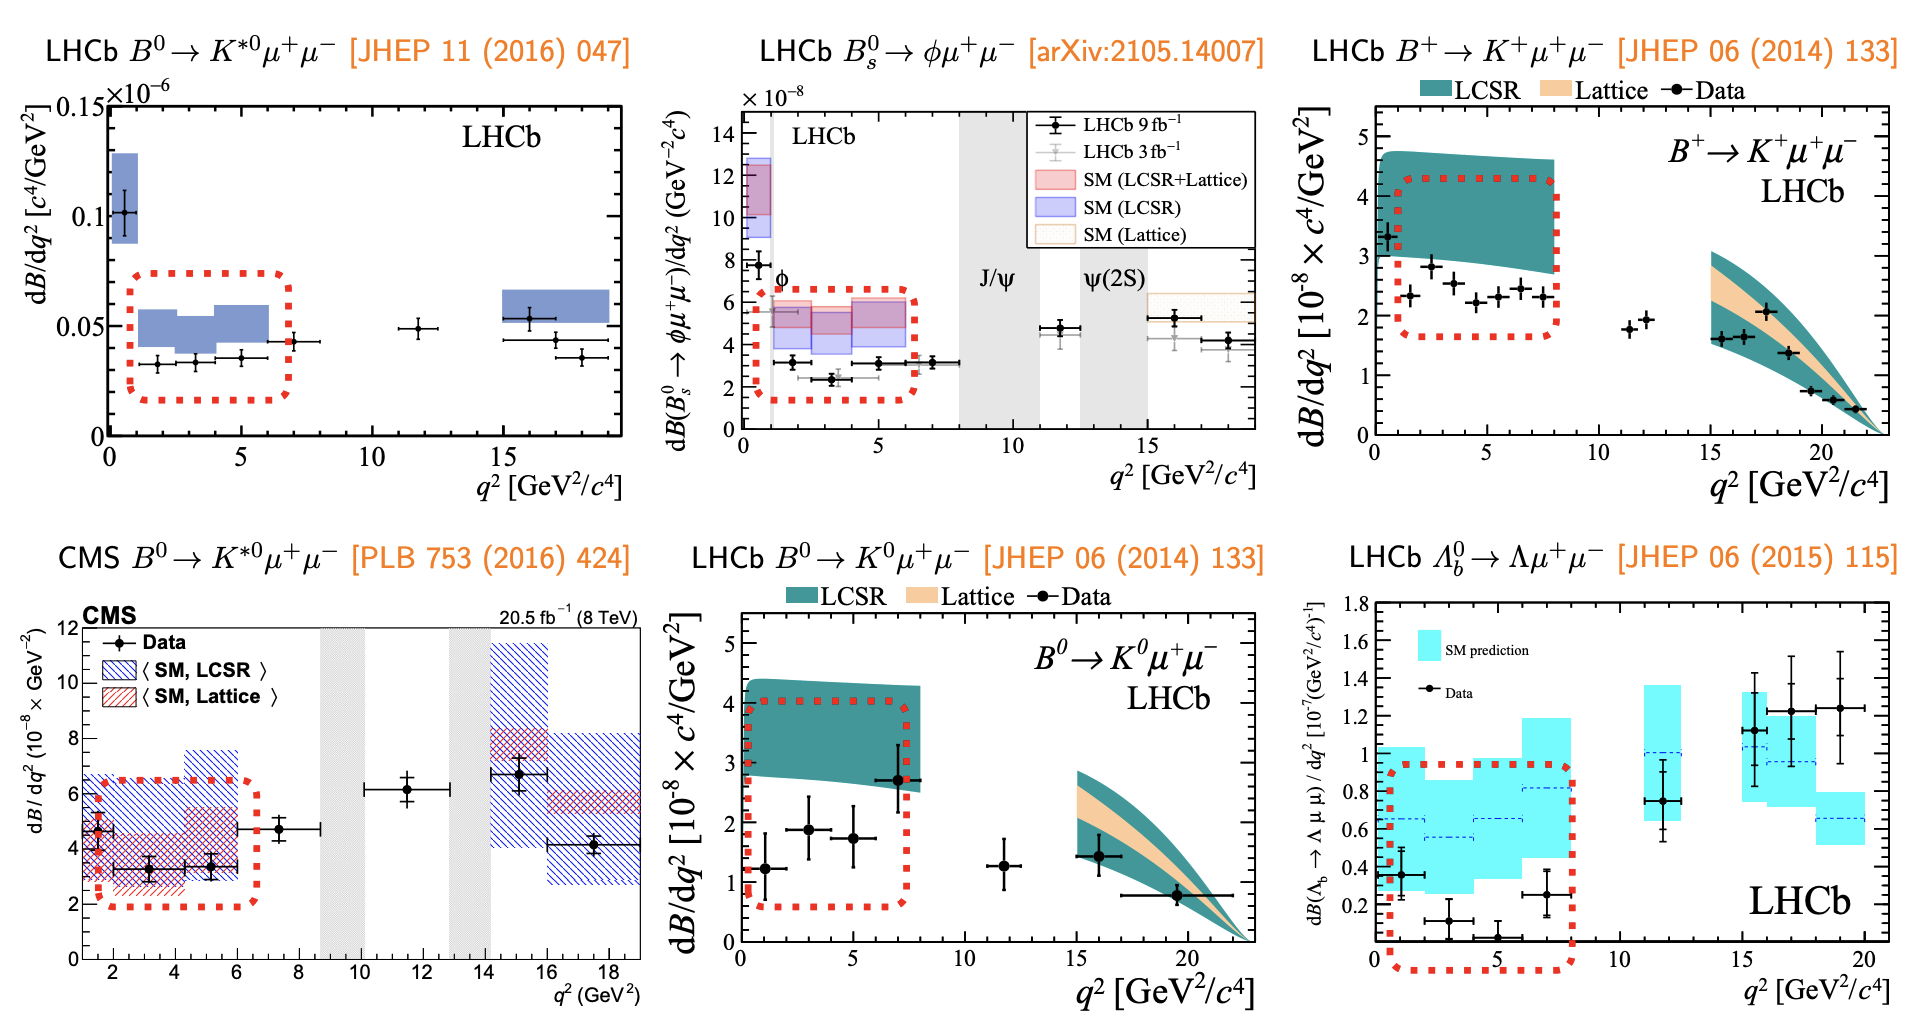 LHCb B⁰→ K*⁰μ⁺μ⁻ [JHEP 11 (2016) 047]
×10⁻⁶
0.15
0.1
0.05
0
LHCb
dB/dq² [c⁴/GeV²]
0 5 10 15
q² [GeV²/c⁴]
LHCb B⁰ₛ→ φμ⁺μ⁻ [arXiv:2105.14007]
× 10⁻⁸
14
12
10
8
6
4
2
0
LHCb
LHCb 9 fb⁻¹
LHCb 3 fb⁻¹
SM (LCSR+Lattice)
SM (LCSR)
SM (Lattice)
φ J/ψ ψ(2S)
dB(B⁰ₛ → φμ⁺μ⁻)/dq² (GeV⁻²c⁴)
0 5 10 15
q² [GeV²/c⁴]
LHCb B⁺→ K⁺μ⁺μ⁻ [JHEP 06 (2014) 133]
LCSR Lattice Data
5
4
3
2
1
0
B⁺→ K⁺μ⁺μ⁻
LHCb
dB/dq² [10⁻⁸ × c⁴/GeV²]
0 5 10 15 20
q² [GeV²/c⁴]
CMS B⁰→ K*⁰μ⁺μ⁻ [PLB 753 (2016) 424]
CMS 20.5 fb⁻¹ (8 TeV)
12
10
8
6
4
2
0
Data
⟨ SM, LCSR ⟩
⟨ SM, Lattice ⟩
dB/dq² (10⁻⁸ × GeV⁻²)
2 4 6 8 10 12 14 16 18
q² (GeV²)
LHCb B⁰→ K⁰μ⁺μ⁻ [JHEP 06 (2014) 133]
LCSR Lattice Data
5
4
3
2
1
0
B⁰→ K⁰μ⁺μ⁻
LHCb
dB/dq² [10⁻⁸ × c⁴/GeV²]
0 5 10 15 20
q² [GeV²/c⁴]
LHCb Λ⁰_b→ Λμ⁺μ⁻ [JHEP 06 (2015) 115]
1.8
1.6
1.4
1.2
1
0.8
0.6
0.4
0.2
SM prediction
Data
LHCb
dB(Λ_b → Λ μ μ) / dq² [10⁻⁷(GeV²/c⁴)⁻¹]
0 5 10 15 20
q² [GeV²/c⁴]